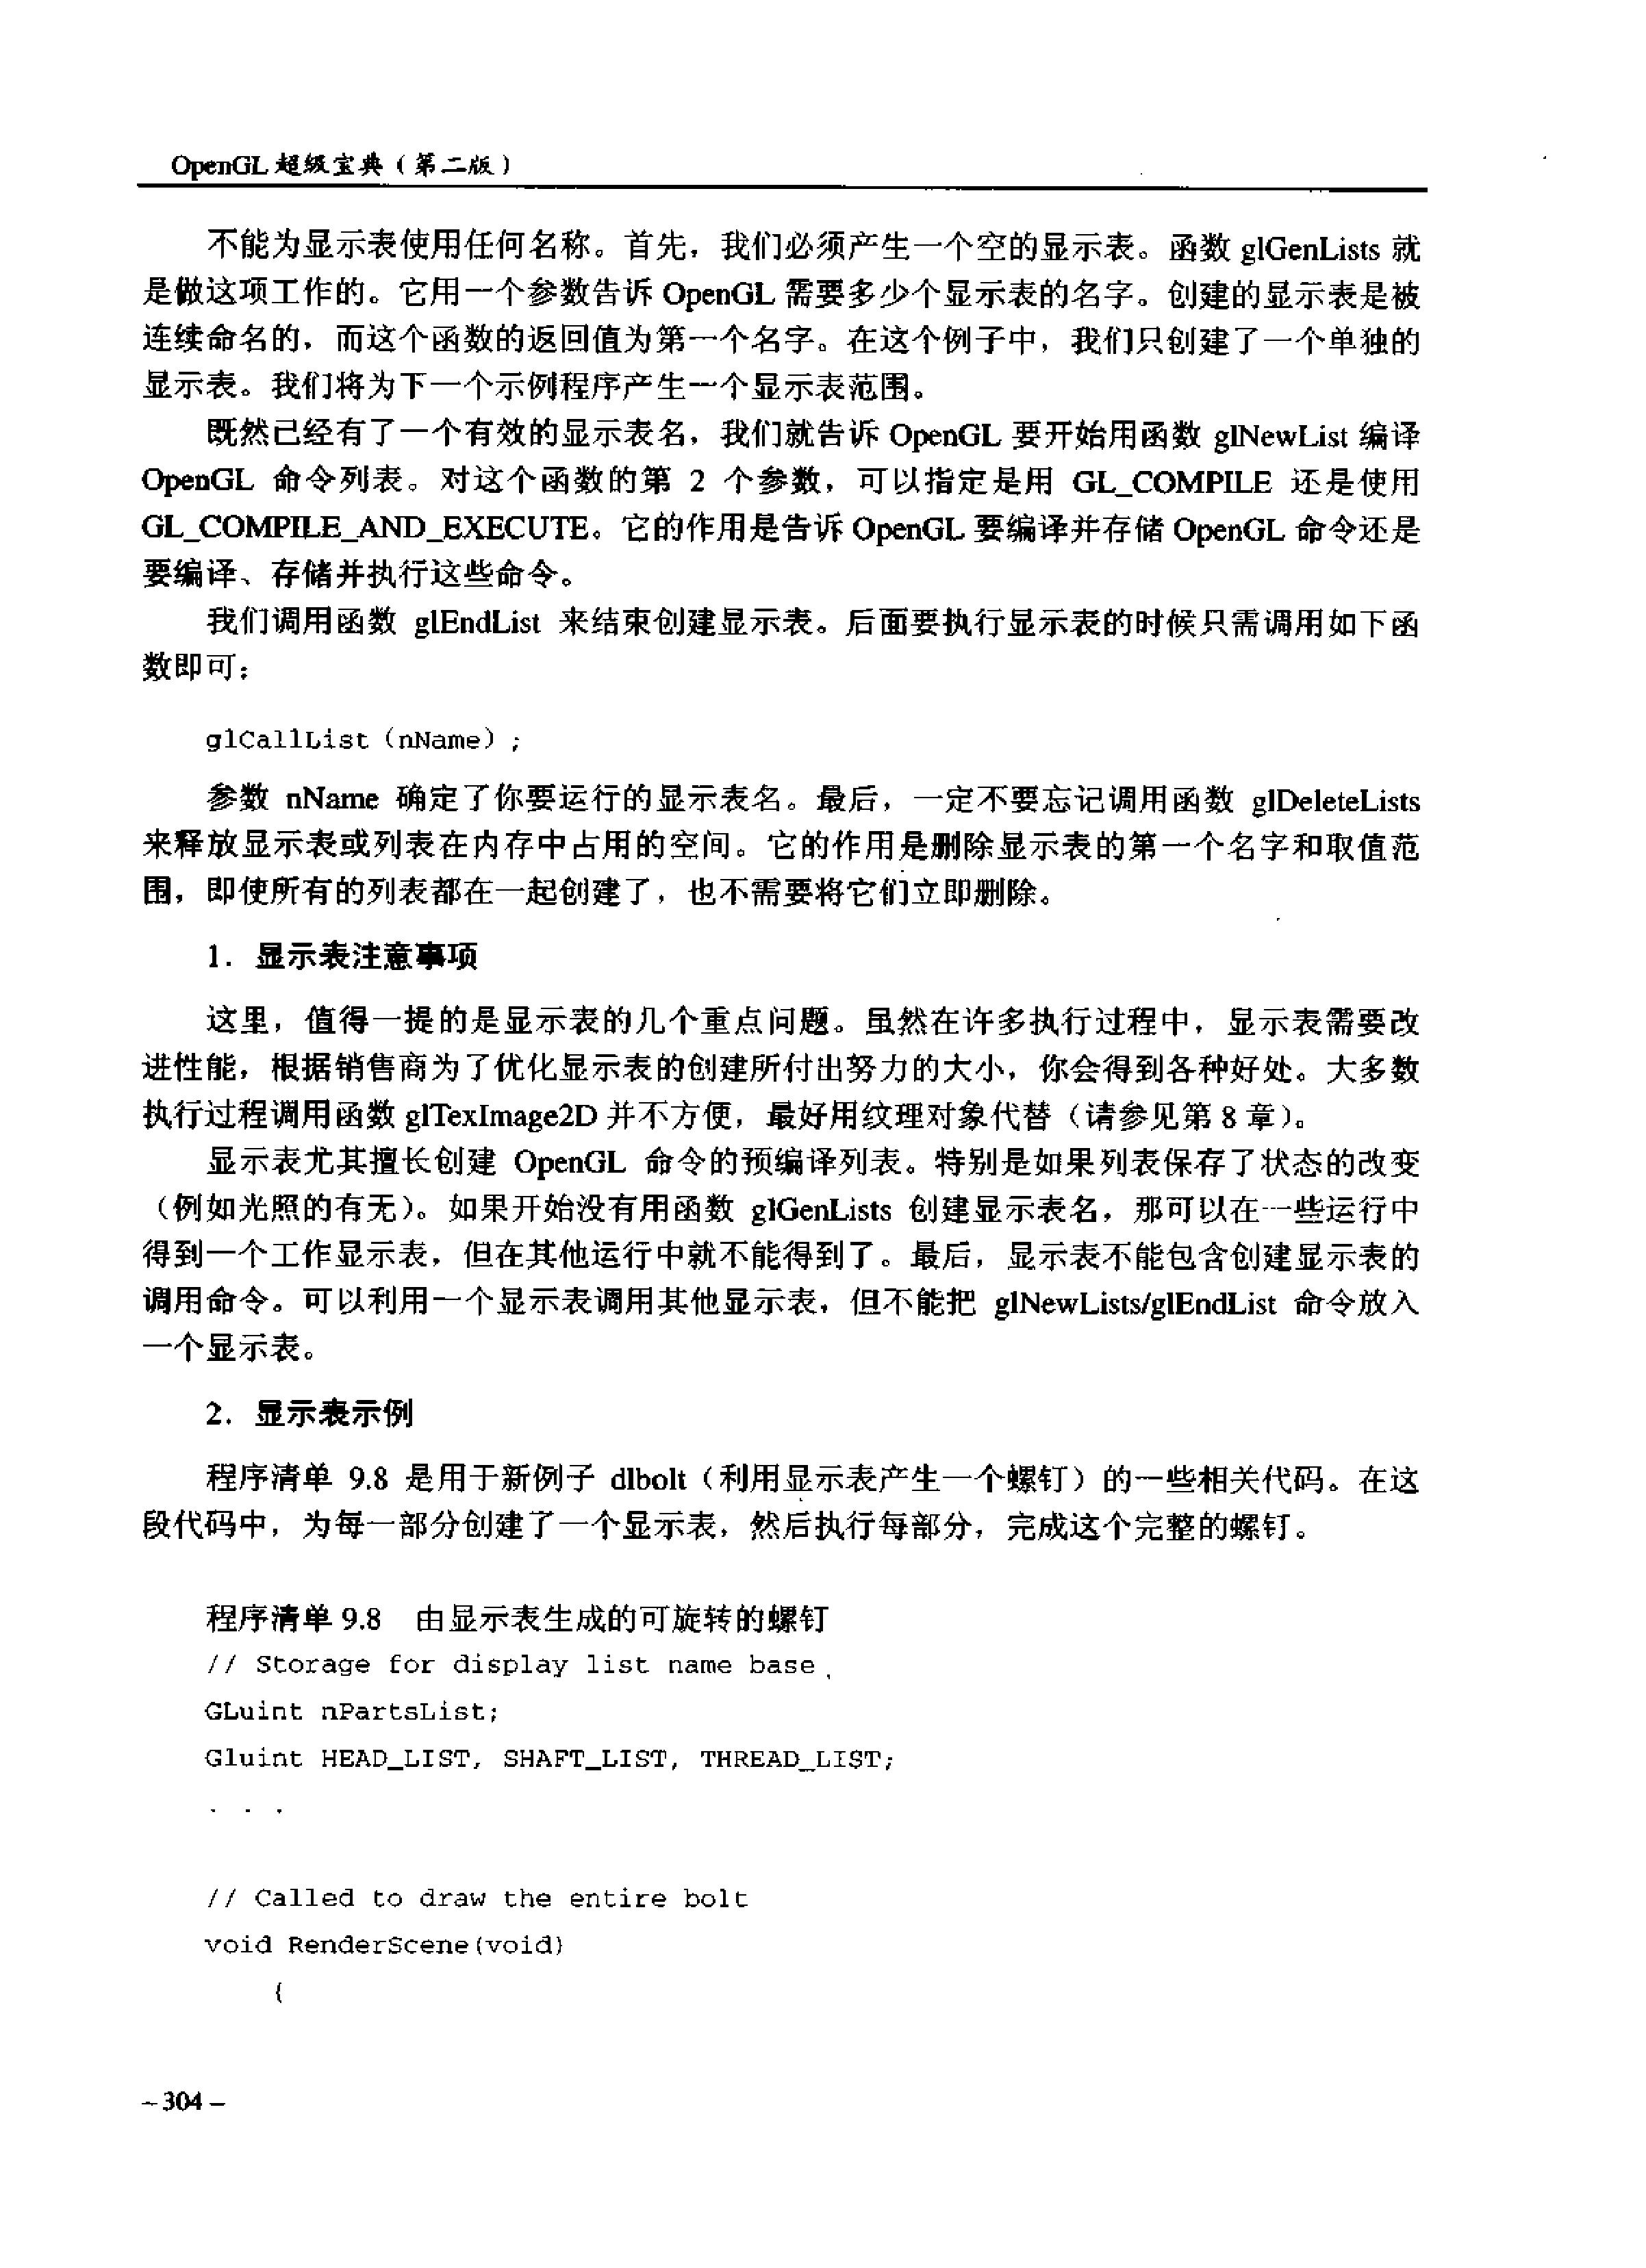 OpenGL 超级宝典（第二版）
不能为显示表使用任何名称。首先，我们必须产生一个空的显示表。函数 glGenLists 就
是做这项工作的。它用一个参数告诉 OpenGL 需要多少个显示表的名字。创建的显示表是被
连续命名的，而这个函数的返回值为第一个名字。在这个例子中，我们只创建了一个单独的
显示表。我们将为下一个示例程序产生一个显示表范围。
既然已经有了一个有效的显示表名，我们就告诉 OpenGL 要开始用函数 glNewList 编译
OpenGL 命令列表。对这个函数的第 2 个参数，可以指定是用 GL_COMPILE 还是使用
GL_COMPILE_AND_EXECUTE。它的作用是告诉 OpenGL 要编译并存储 OpenGL 命令还是
要编译、存储并执行这些命令。
我们调用函数 glEndList 来结束创建显示表。后面要执行显示表的时候只需调用如下函
数即可：
glCallList（nName）;
参数 nName 确定了你要运行的显示表名。最后，一定不要忘记调用函数 glDeleteLists
来释放显示表或列表在内存中占用的空间。它的作用是删除显示表的第一个名字和取值范
围，即使所有的列表都在一起创建了，也不需要将它们立即删除。
1．显示表注意事项
这里，值得一提的是显示表的几个重点问题。虽然在许多执行过程中，显示表需要改
进性能，根据销售商为了优化显示表的创建所付出努力的大小，你会得到各种好处。大多数
执行过程调用函数 glTexImage2D 并不方便，最好用纹理对象代替（请参见第 8 章）。
显示表尤其擅长创建 OpenGL 命令的预编译列表。特别是如果列表保存了状态的改变
（例如光照的有无）。如果开始没有用函数 glGenLists 创建显示表名，那可以在一些运行中
得到一个工作显示表，但在其他运行中就不能得到了。最后，显示表不能包含创建显示表的
调用命令。可以利用一个显示表调用其他显示表，但不能把 glNewLists/glEndList 命令放入
一个显示表。
2．显示表示例
程序清单 9.8 是用于新例子 dlbolt（利用显示表产生一个螺钉）的一些相关代码。在这
段代码中，为每一部分创建了一个显示表，然后执行每部分，完成这个完整的螺钉。
程序清单 9.8 由显示表生成的可旋转的螺钉
// Storage for display list name base
GLuint nPartsList;
Gluint HEAD_LIST, SHAFT_LIST, THREAD_LIST;
. . .
// Called to draw the entire bolt
void RenderScene(void)
{
– 304 –